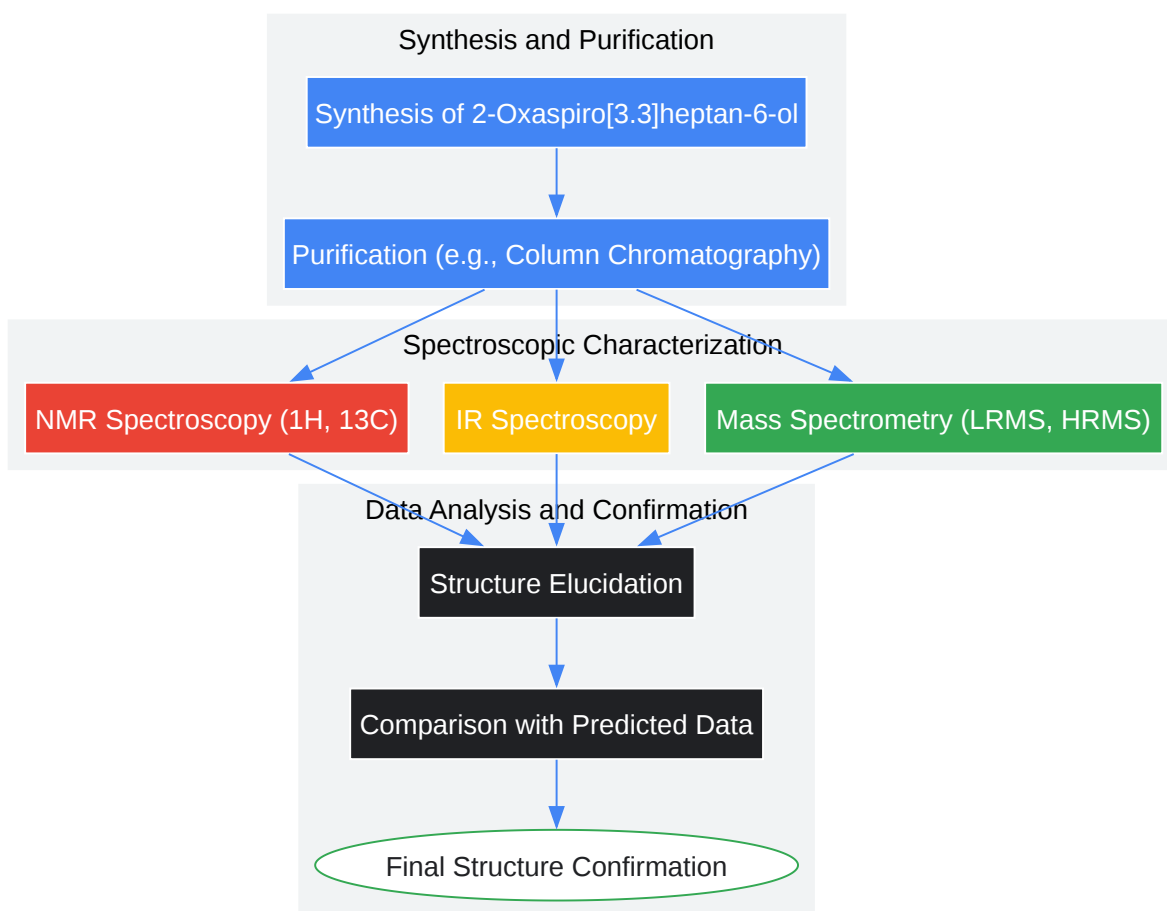 Synthesis and Purification
Synthesis of 2-Oxaspiro[3.3]heptan-6-ol
Purification (e.g., Column Chromatography)
Spectroscopic Characterization
NMR Spectroscopy (1H, 13C)
IR Spectroscopy
Mass Spectrometry (LRMS, HRMS)
Data Analysis and Confirmation
Structure Elucidation
Comparison with Predicted Data
Final Structure Confirmation